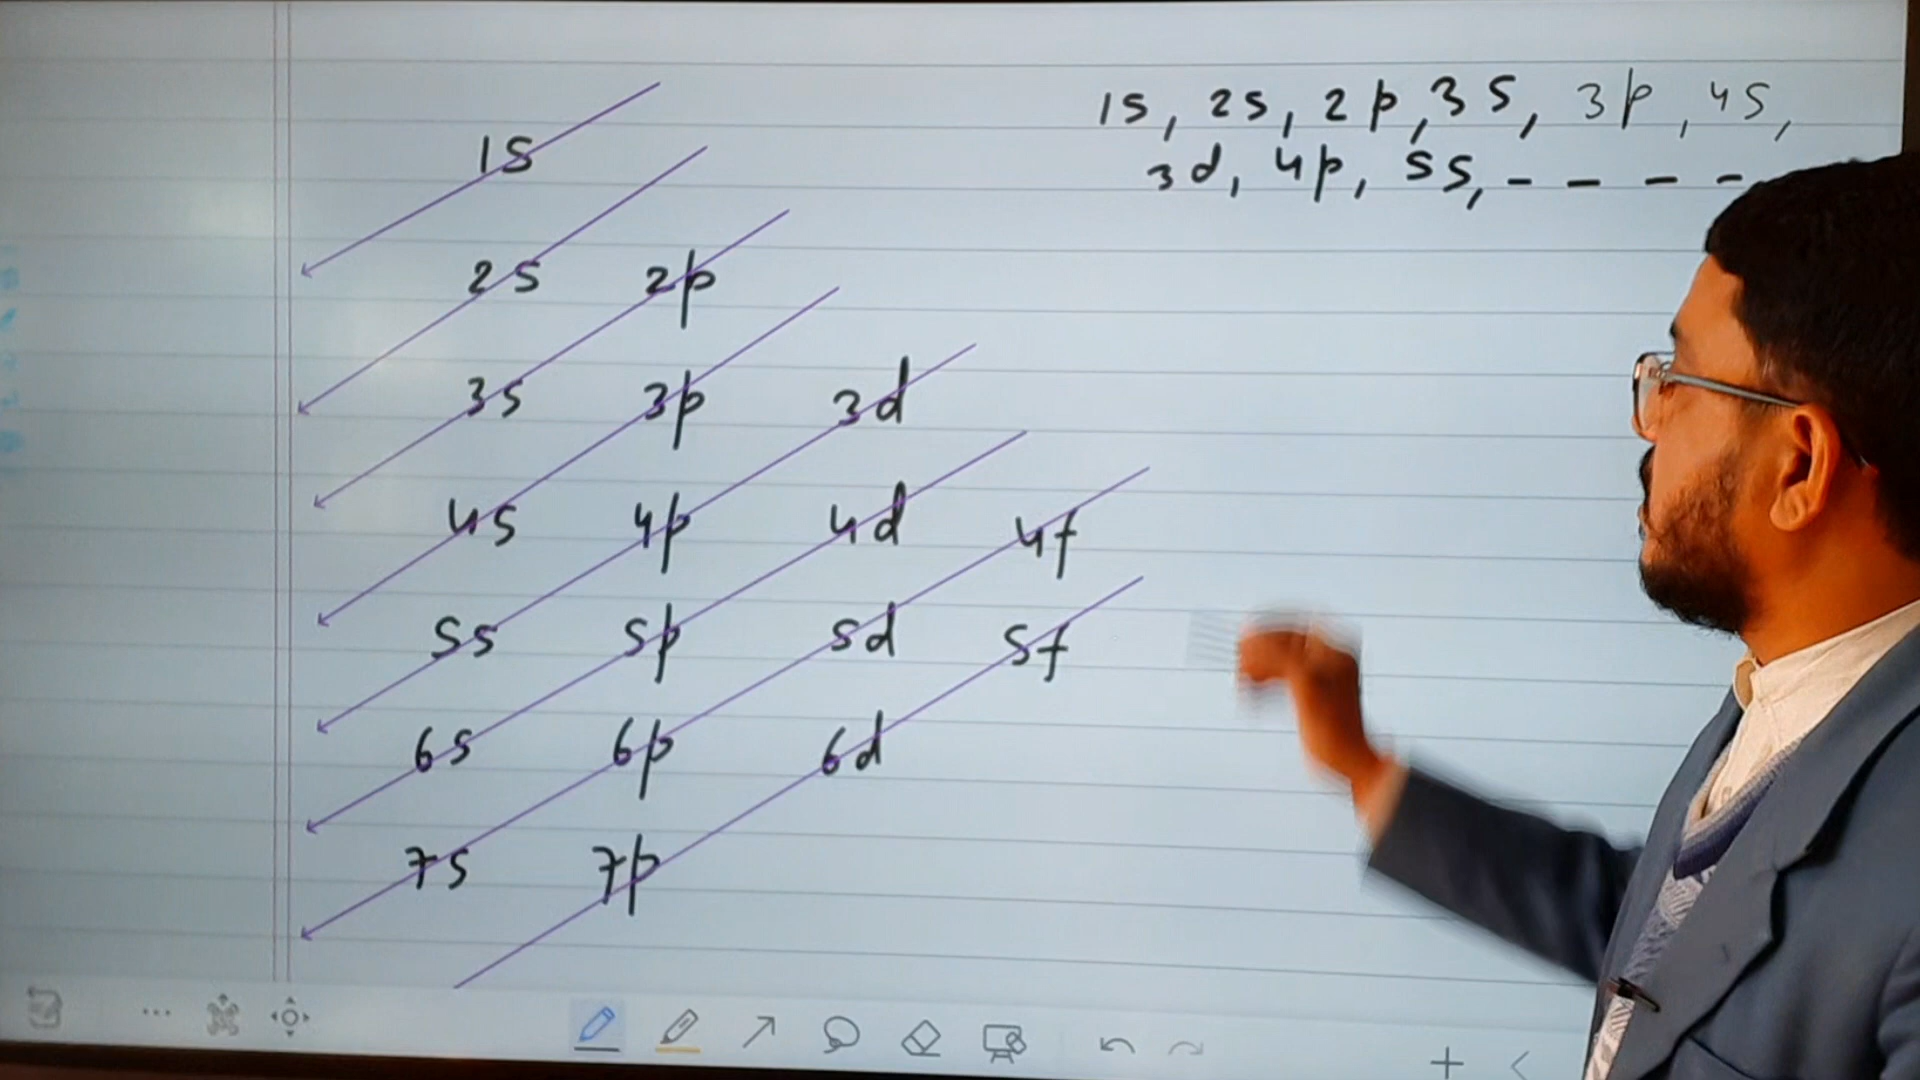 1s, 2s, 2p, 3s, 3p, 4s,
3d, 4p, 5s, - - - -
1s
2s 2p
3s 3p 3d
4s 4p 4d 4f
5s 5p 5d 5f
6s 6p 6d
7s 7p